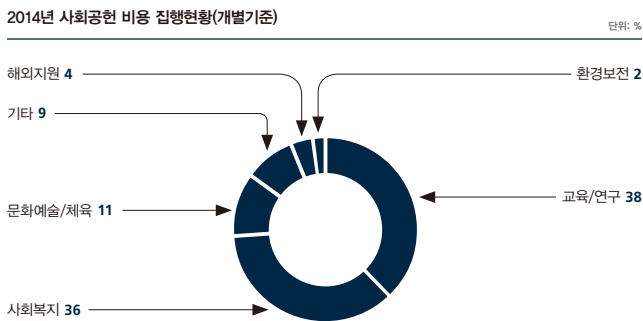 2014년 사회공헌 비용 집행현황(개별기준)
단위: %
해외지원 4
환경보전 2
기타 9
교육/연구 38
문화예술/체육 11
사회복지 36